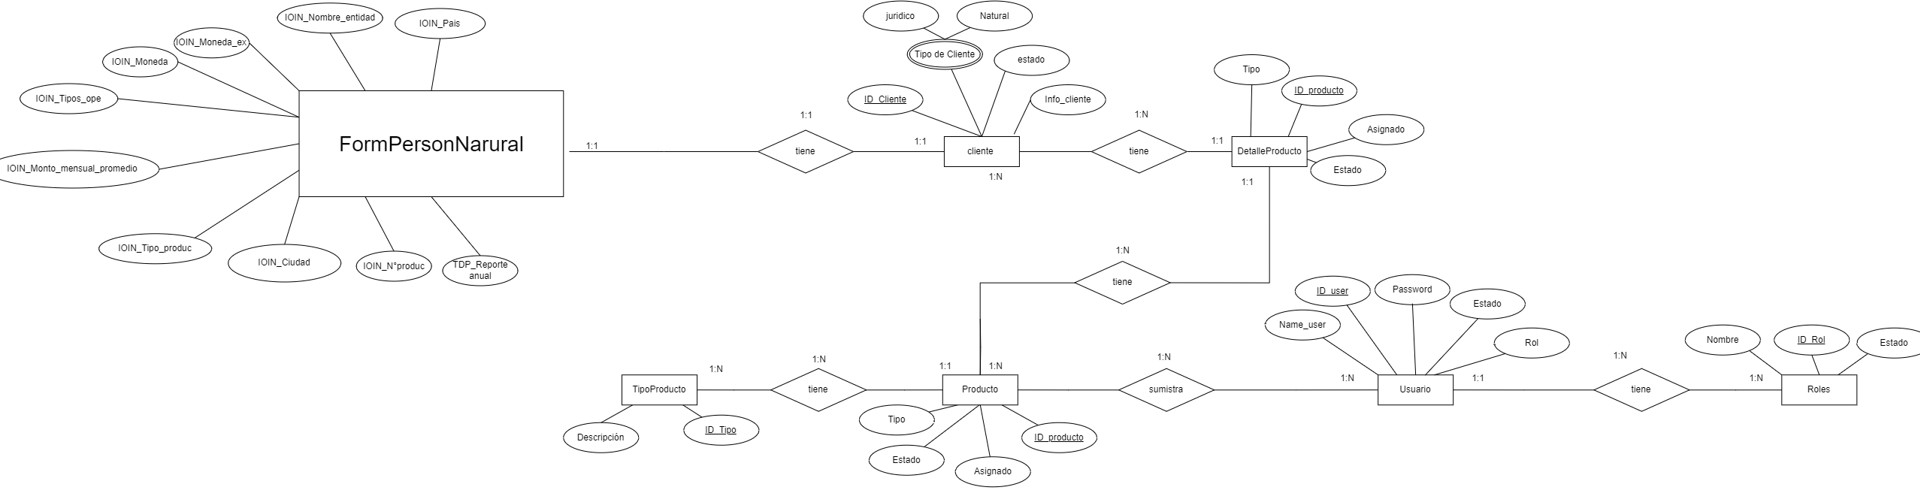 IOIN_Nombre_entidad
IOIN_Pais
IOIN_Moneda_ex
IOIN_Moneda
IOIN_Tipos_ope
IOIN_Monto_mensual_promedio
IOIN_Tipo_produc
IOIN_Ciudad
IOIN_N°produc
TDP_Reporte
anual
FormPersonNarural
1:1
1:1
tiene
1:1
juridico
Natural
Tipo de Cliente
estado
ID_Cliente
Info_cliente
cliente
1:N
1:N
tiene
1:1
Tipo
ID_producto
Asignado
DetalleProducto
Estado
1:1
1:N
tiene
TipoProducto
1:N
Descripción
ID_Tipo
1:N
tiene
1:1
1:N
Producto
Tipo
Estado
Asignado
ID_producto
1:N
sumistra
1:N
Name_user
ID_user
Password
Estado
Rol
Usuario
1:1
1:N
tiene
1:N
Nombre
ID_Rol
Estado
Roles